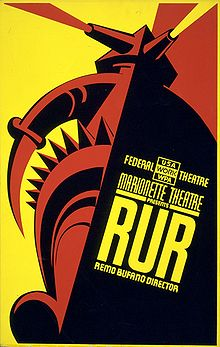 FEDERAL USA WORK WPA THEATRE
MARIONETTE THEATRE
PRESENTS
RUR
REMO BUFANO DIRECTOR